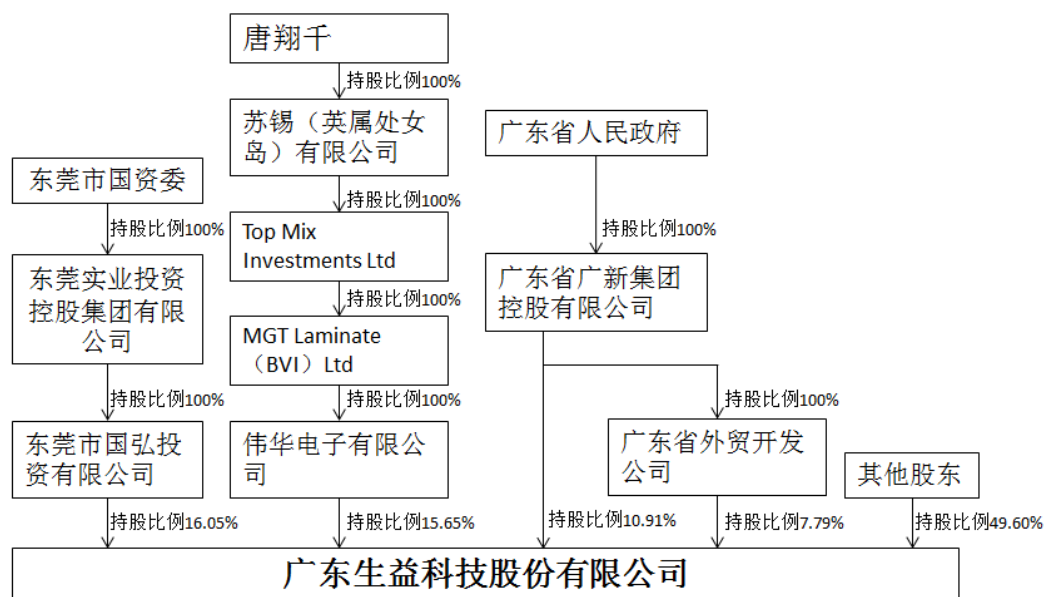 唐翔千
持股比例100%
苏锡（英属处女
岛）有限公司
广东省人民政府
东莞市国资委
持股比例100%
持股比例100%
持股比例100%
Top Mix
Investments Ltd
东莞实业投资
控股集团有限
公司
广东省广新集团
控股有限公司
持股比例100%
MGT Laminate
（BVI）Ltd
持股比例100%
持股比例100%
持股比例100%
东莞市国弘投
资有限公司
伟华电子有限公
司
广东省外贸开发
公司
其他股东
持股比例16.05%
持股比例15.65%
持股比例10.91%
持股比例7.79%
持股比例49.60%
广东生益科技股份有限公司